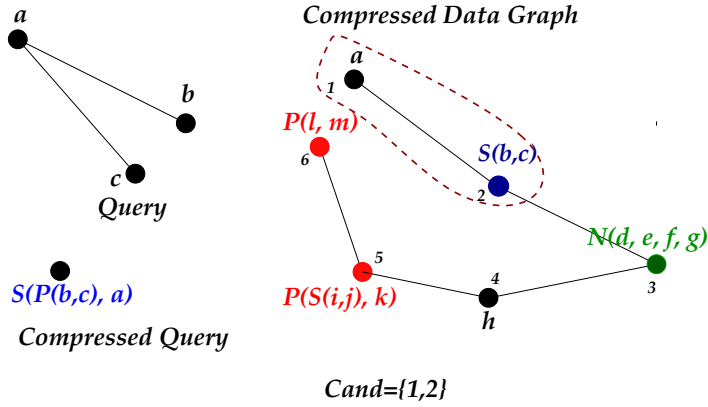 a
b
c
Query
S(P(b,c), a)
Compressed Query
Compressed Data Graph
a
1
P(l, m)
6
S(b,c)
2
N(d, e, f, g)
3
5
P(S(i,j), k)
4
h
Cand={1,2}